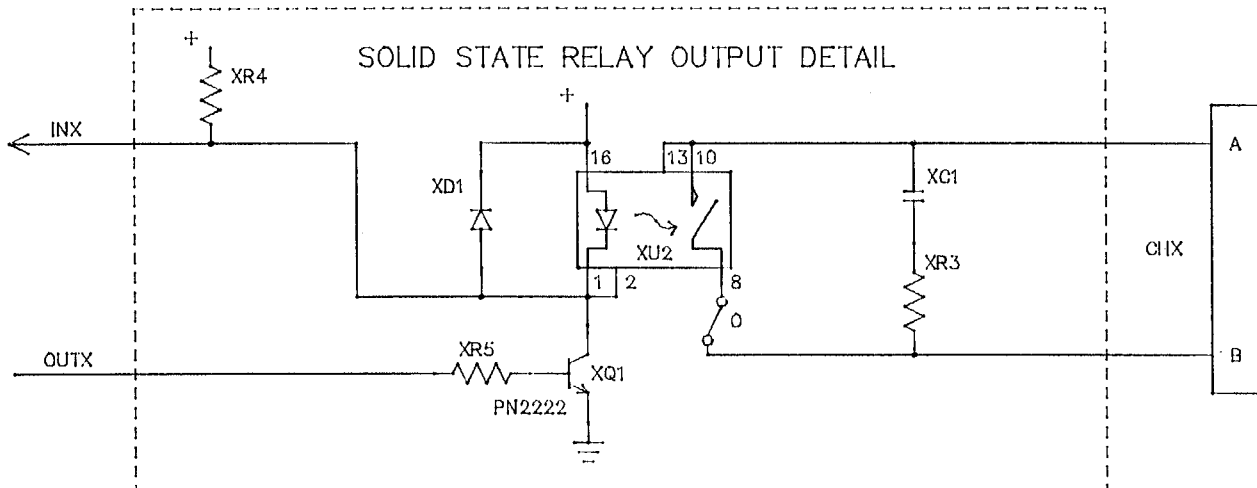 SOLID STATE RELAY OUTPUT DETAIL
+
XR4
+
INX
16
13
10
A
XD1
XC1
XU2
CHX
XR3
1
2
8
0
OUTX
XR5
XQ1
B
PN2222